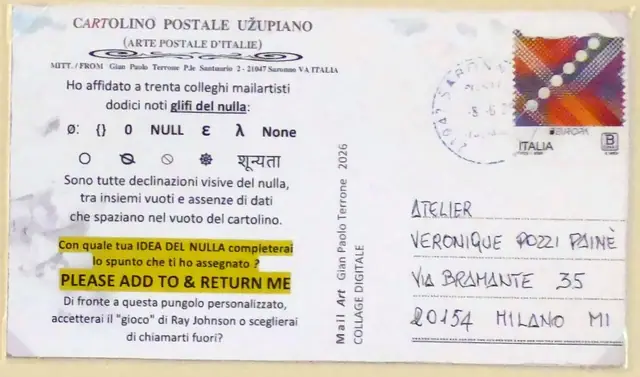 CARTOLINO POSTALE UŽUPIANO
(ARTE POSTALE D'ITALIE)
MITT./FROM Gian Paolo Terrone P.le Santuario 2 - 21047 Saronno VA ITALIA
Ho affidato a trenta colleghi mailartisti
dodici noti glifi del nulla:
∅: {} 0 NULL ε λ None
शून्यता
Sono tutte declinazioni visive del nulla,
tra insiemi vuoti e assenze di dati
che spaziano nel vuoto del cartolino.
Con quale tua IDEA DEL NULLA completerai
lo spunto che ti ho assegnato ?
PLEASE ADD TO & RETURN ME
Di fronte a questa pungolo personalizzato,
accetterai il "gioco" di Ray Johnson o sceglierai
di chiamarti fuori?
Mail Art Gian Paolo Terrone 2026
COLLAGE DIGITALE
21047 SARONNO
EUROPA
ITALIA B
ATELIER
VERONIQUE POZZI PAINÈ
VIA BRAMANTE 35
20154 MILANO MI